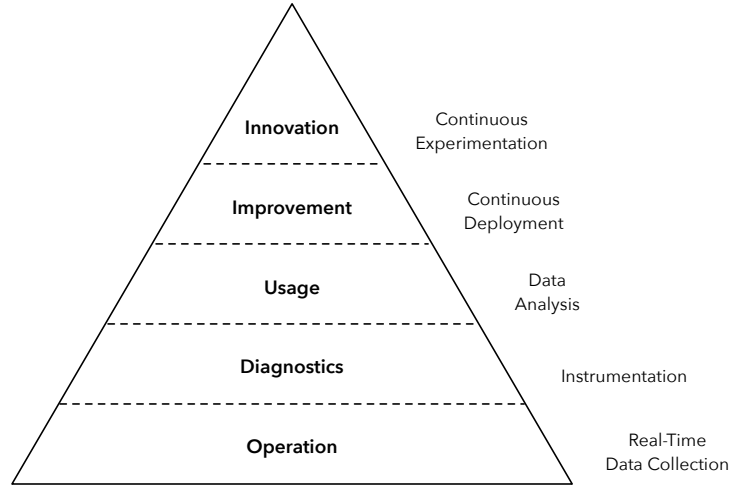 Innovation
Continuous
Experimentation
Improvement
Continuous
Deployment
Usage
Data
Analysis
Diagnostics
Instrumentation
Operation
Real-Time
Data Collection